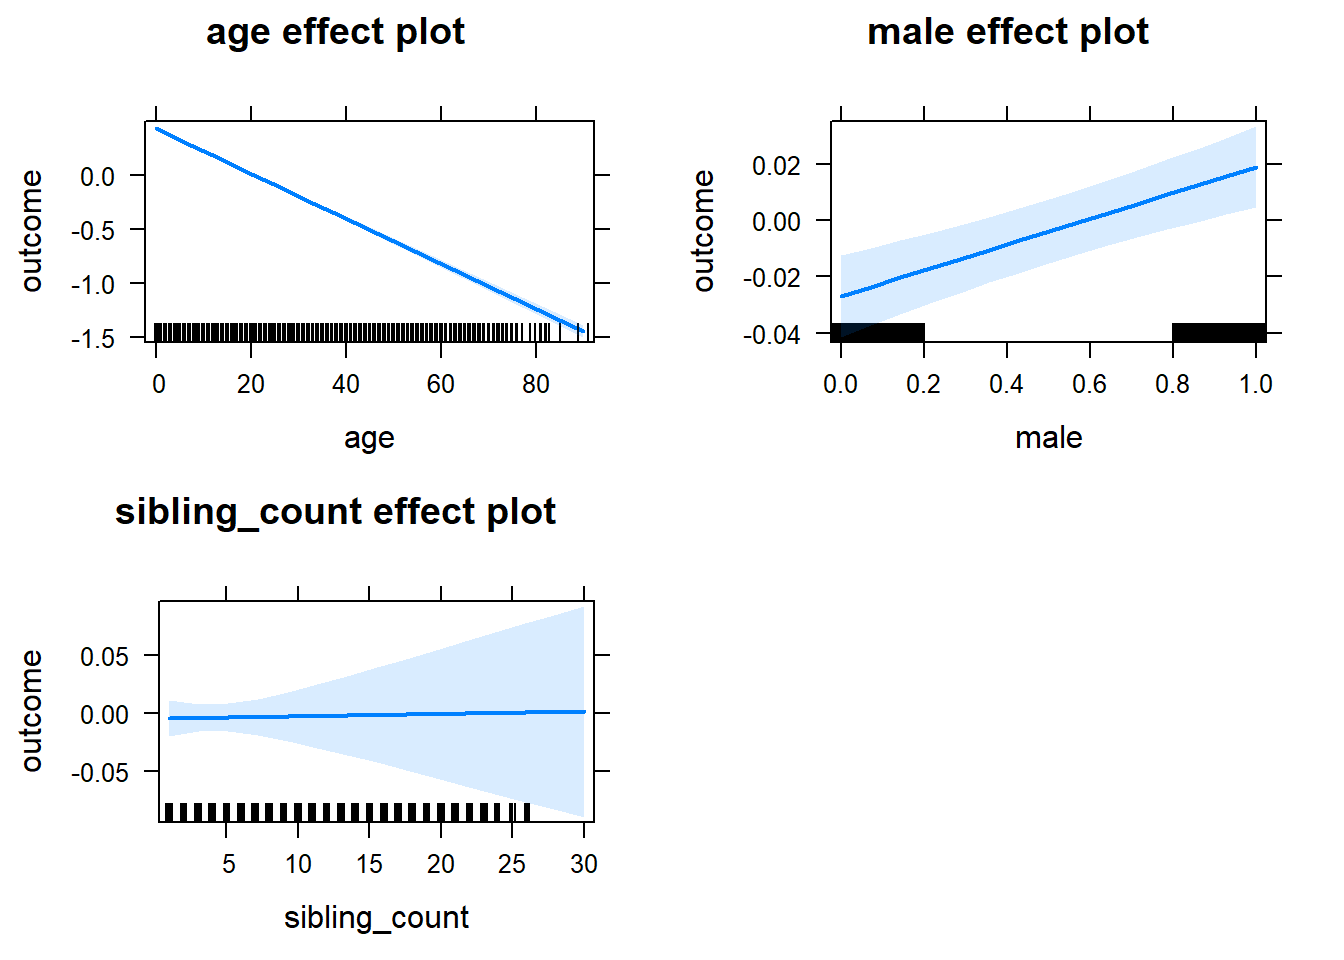 age effect plot
outcome
0.0
-0.5
-1.0
-1.5
0 20 40 60 80
age
male effect plot
outcome
0.02
0.00
-0.02
-0.04
0.0 0.2 0.4 0.6 0.8 1.0
male
sibling_count effect plot
outcome
0.05
0.00
-0.05
5 10 15 20 25 30
sibling_count